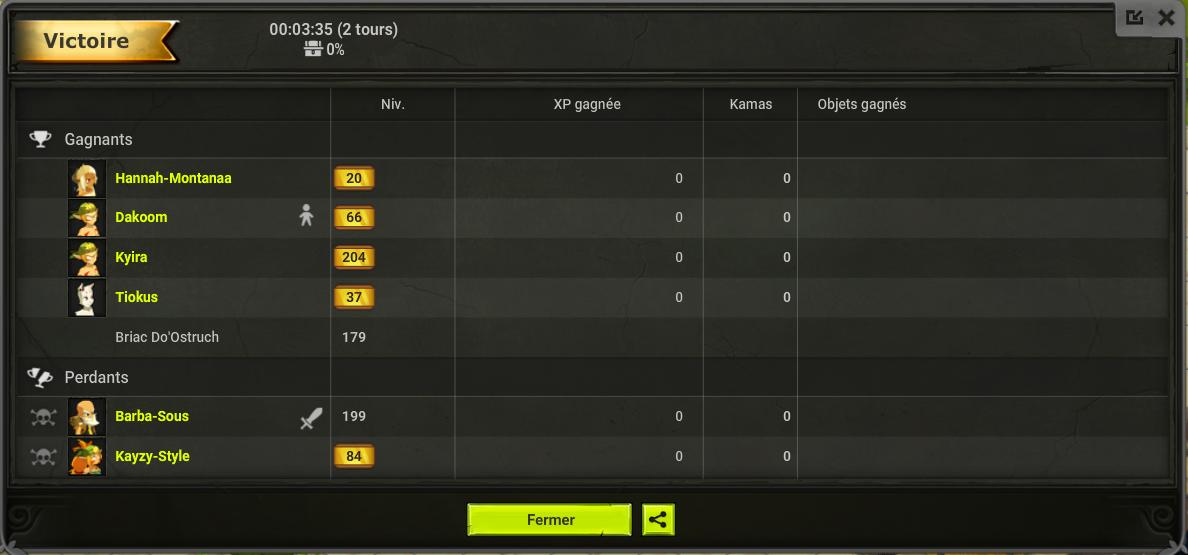 Victoire
00:03:35 (2 tours)
0%
Niv. XP gagnée Kamas Objets gagnés
Gagnants
Hannah-Montanaa 20 0 0
Dakoom 66 0 0
Kyira 204 0 0
Tiokus 37 0 0
Briac Do'Ostruch 179
Perdants
Barba-Sous 199 0 0
Kayzy-Style 84 0 0
Fermer